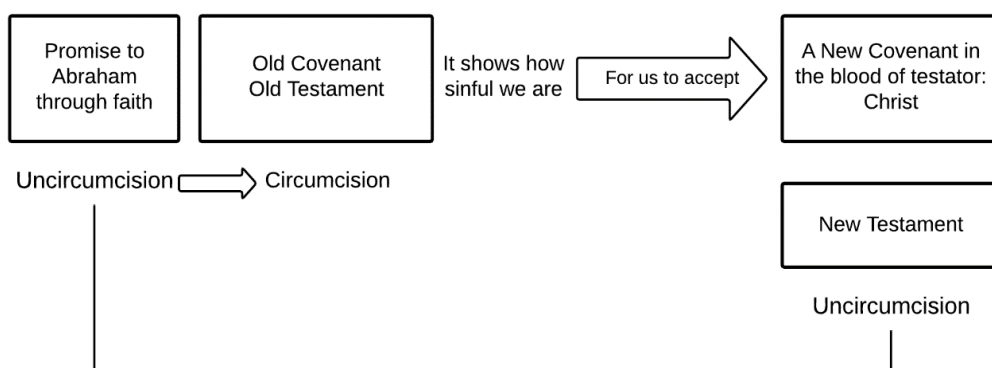 Promise to
Abraham
through faith
Old Covenant
Old Testament
It shows how
sinful we are
For us to accept
A New Covenant in
the blood of testator:
Christ
Uncircumcision
Circumcision
New Testament
Uncircumcision